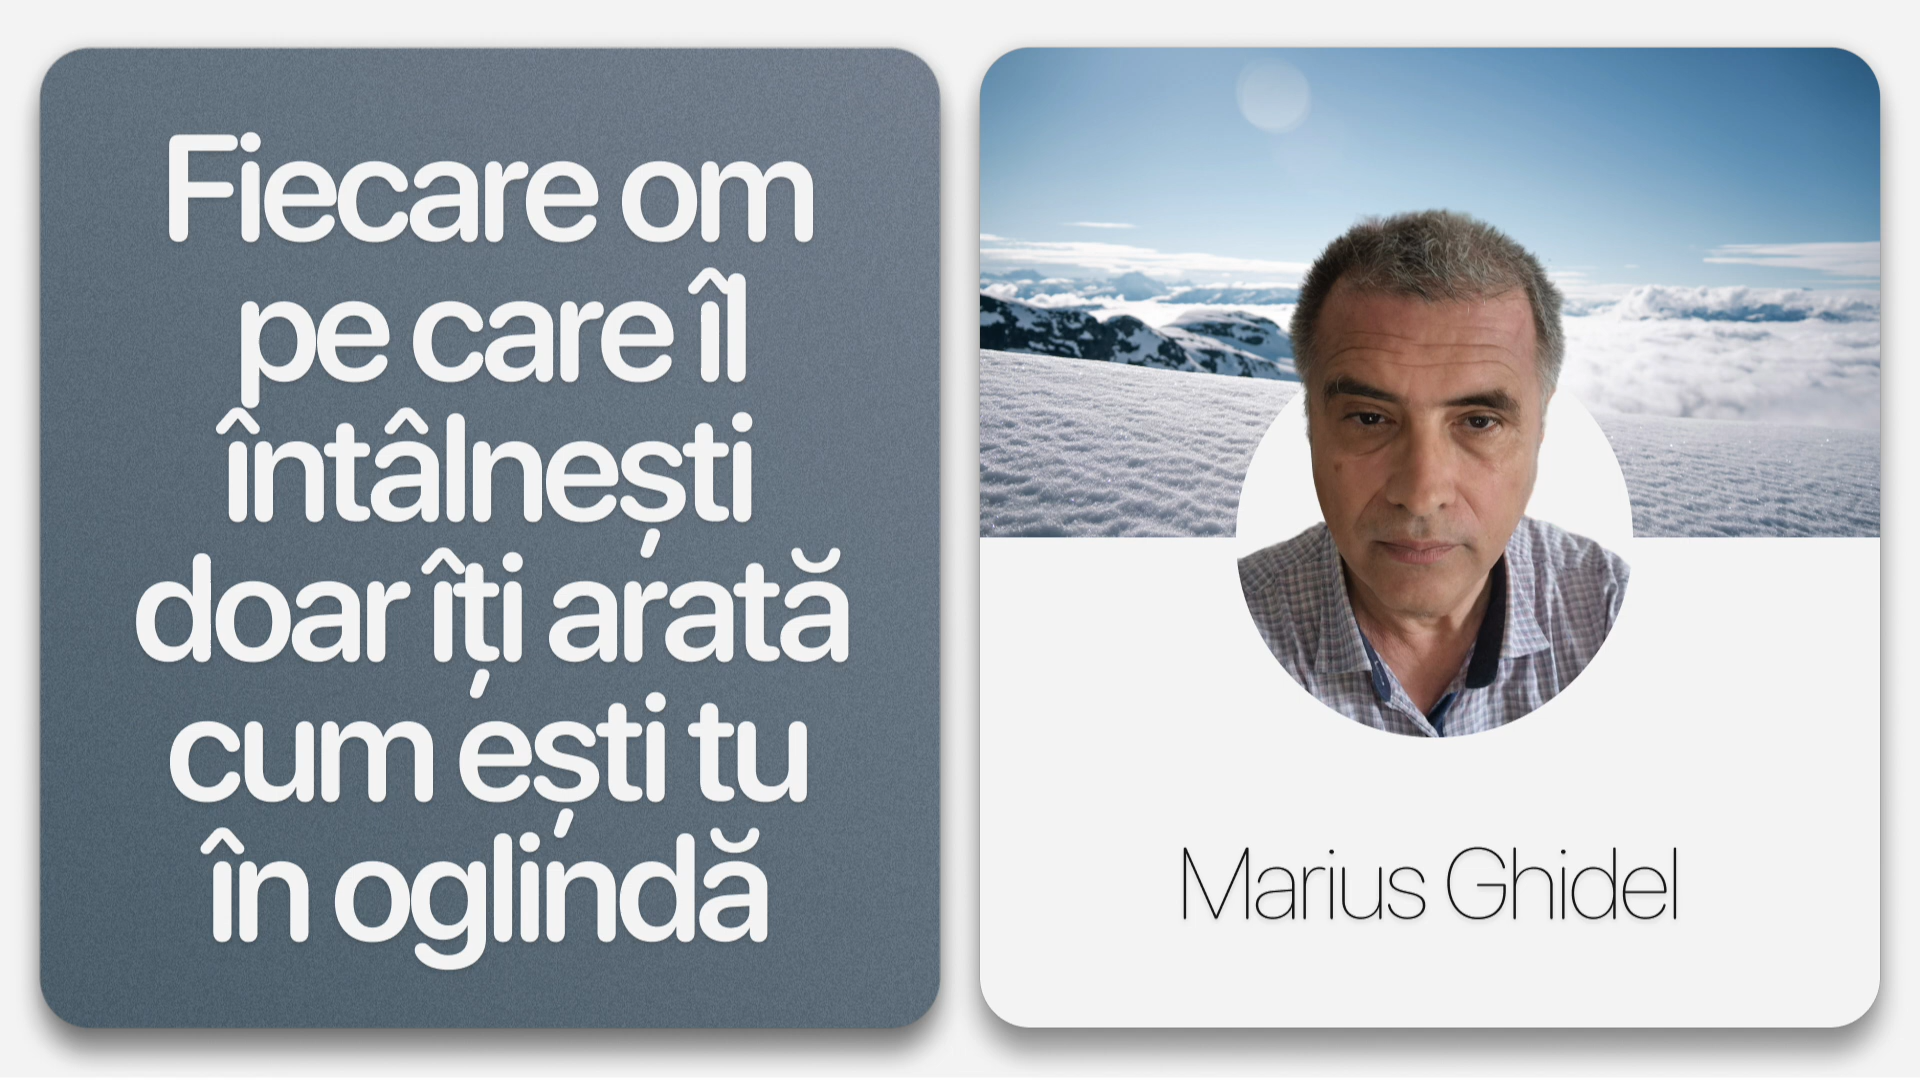 Fiecare om
pe care îl
întâlnești
doar îți arată
cum ești tu
în oglindă
Marius Ghidel